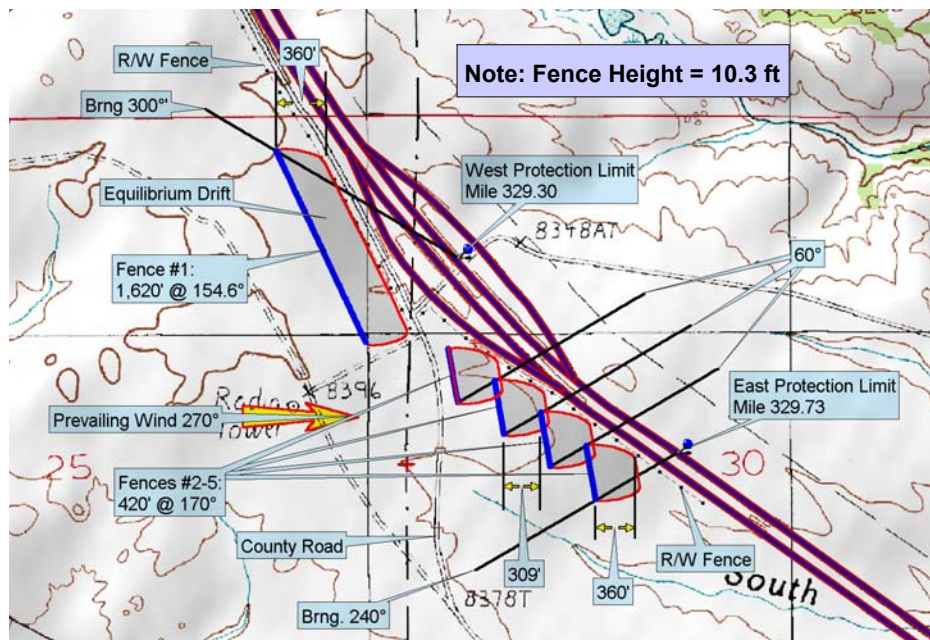 360'
R/W Fence
Note: Fence Height = 10.3 ft
Brng 300°'
West Protection Limit
Mile 329.30
Equilibrium Drift
8348AT
60°
Fence #1:
1,620' @ 154.6°
Radio
8396
Tower
Prevailing Wind 270°
East Protection Limit
Mile 329.73
25
30
Fences #2-5:
420' @ 170°
County Road
309'
360'
R/W Fence
South
8378T
Brng. 240°